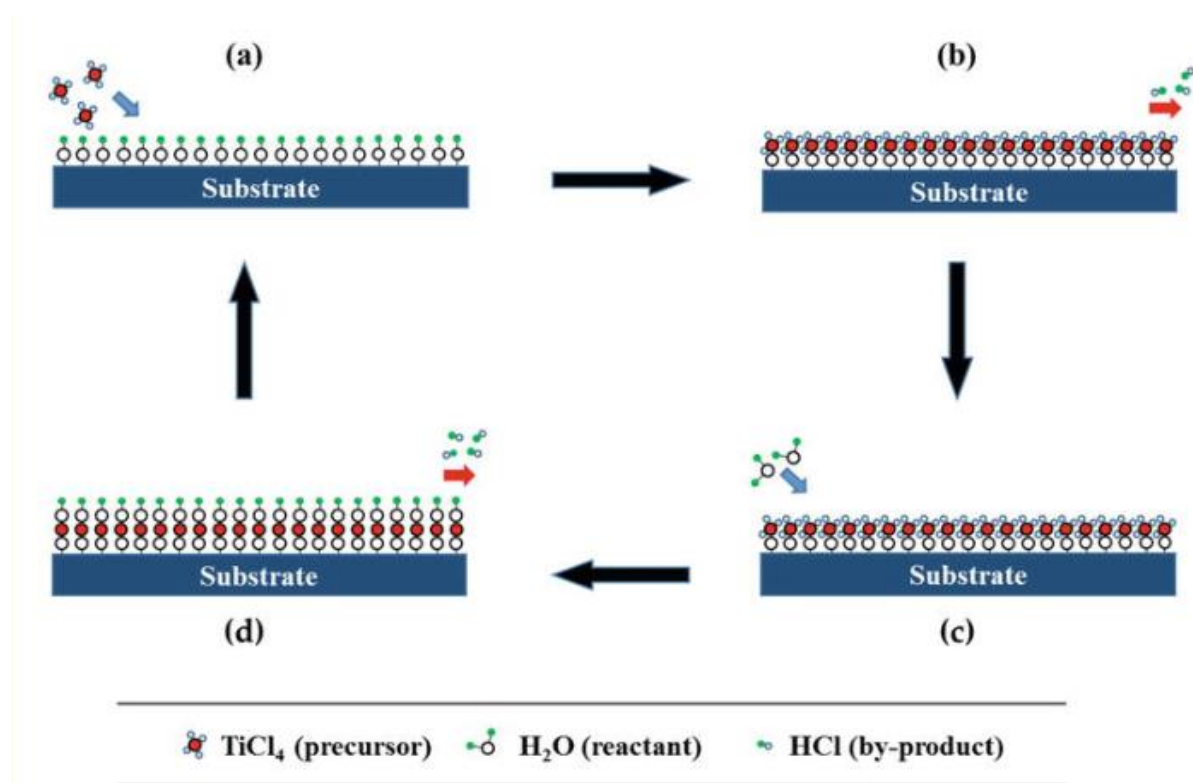 (a)
(b)
Substrate
Substrate
Substrate
Substrate
(d)
(c)
TiCl₄ (precursor) H₂O (reactant) HCl (by-product)